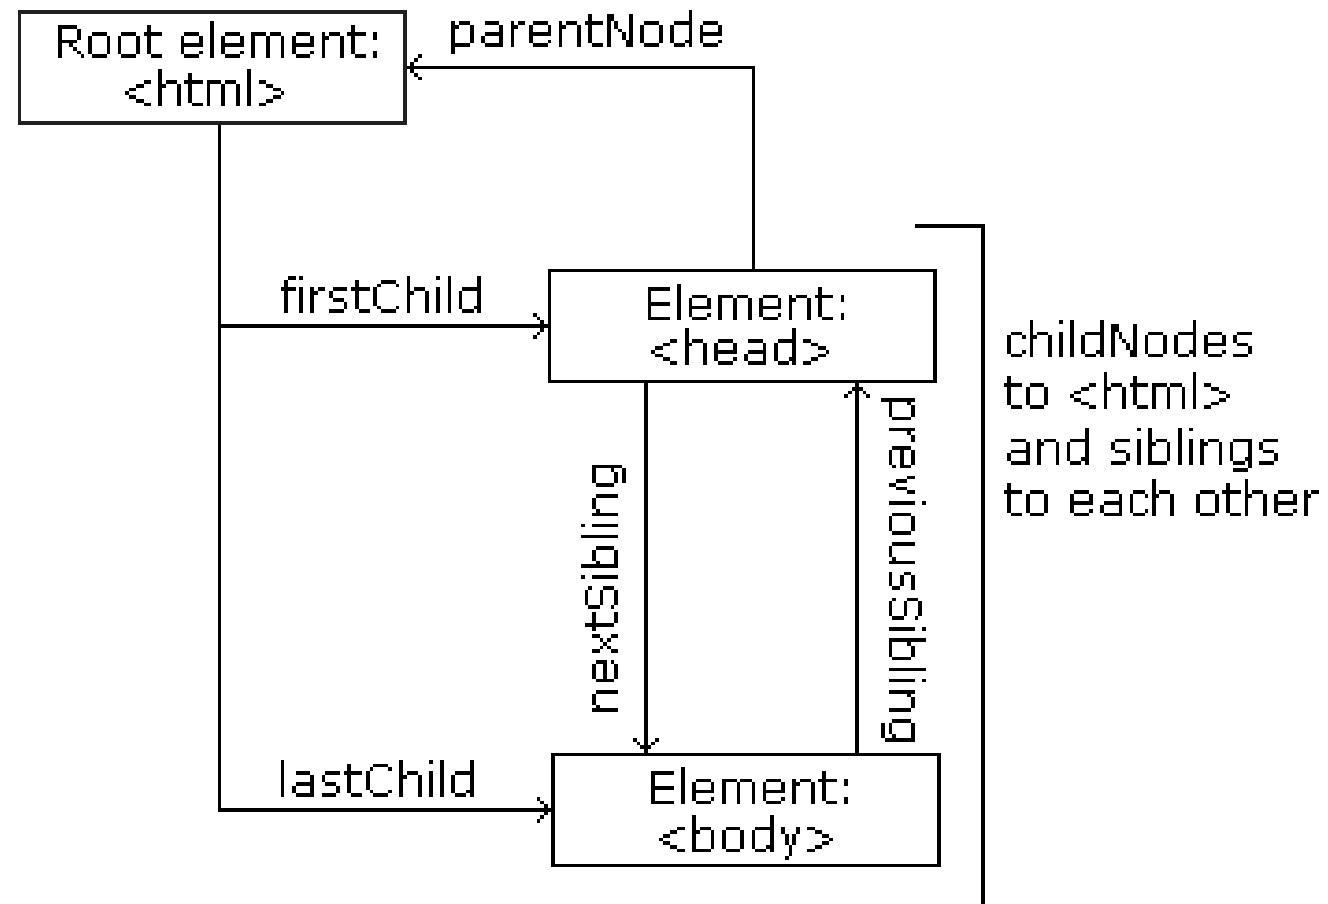 Root element:
<html>
parentNode
firstChild
Element:
<head>
childNodes
to <html>
and siblings
to each other
nextSibling
previousSibling
lastChild
Element:
<body>